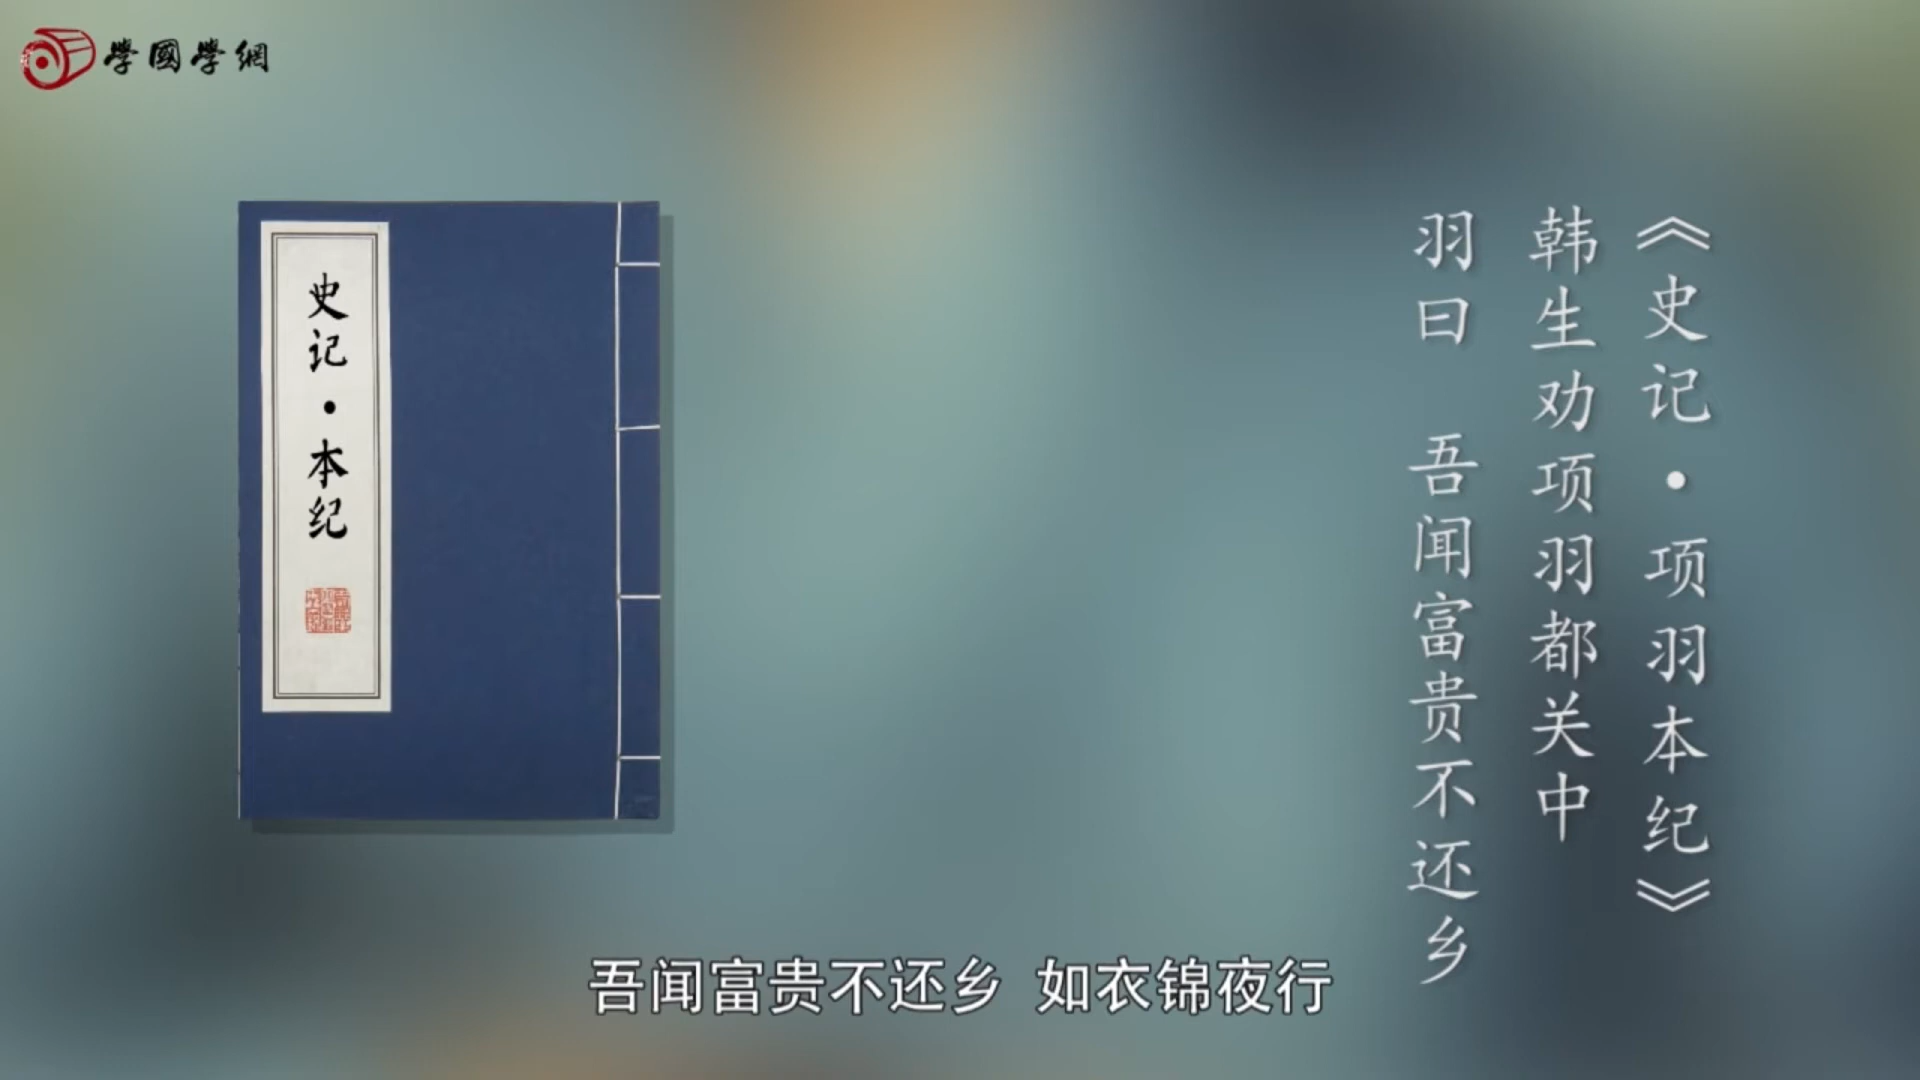 學國學網
史记·本纪
《史记·项羽本纪》
韩生劝项羽都关中
羽曰 吾闻富贵不还乡
吾闻富贵不还乡 如衣锦夜行